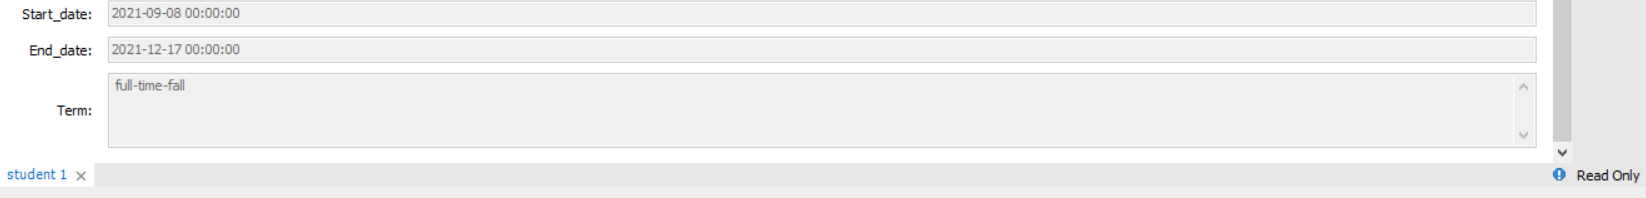 Start_date: 2021-09-08 00:00:00
End_date: 2021-12-17 00:00:00
Term: full-time-fall
student 1
Read Only